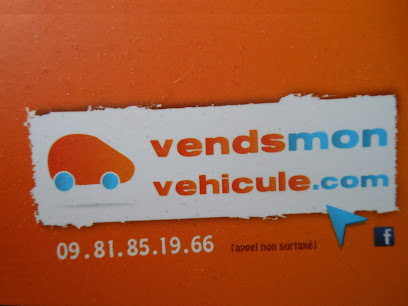 vendsmon
vehicule.com
09.81.85.19.66 (appel non surtaxé)
f